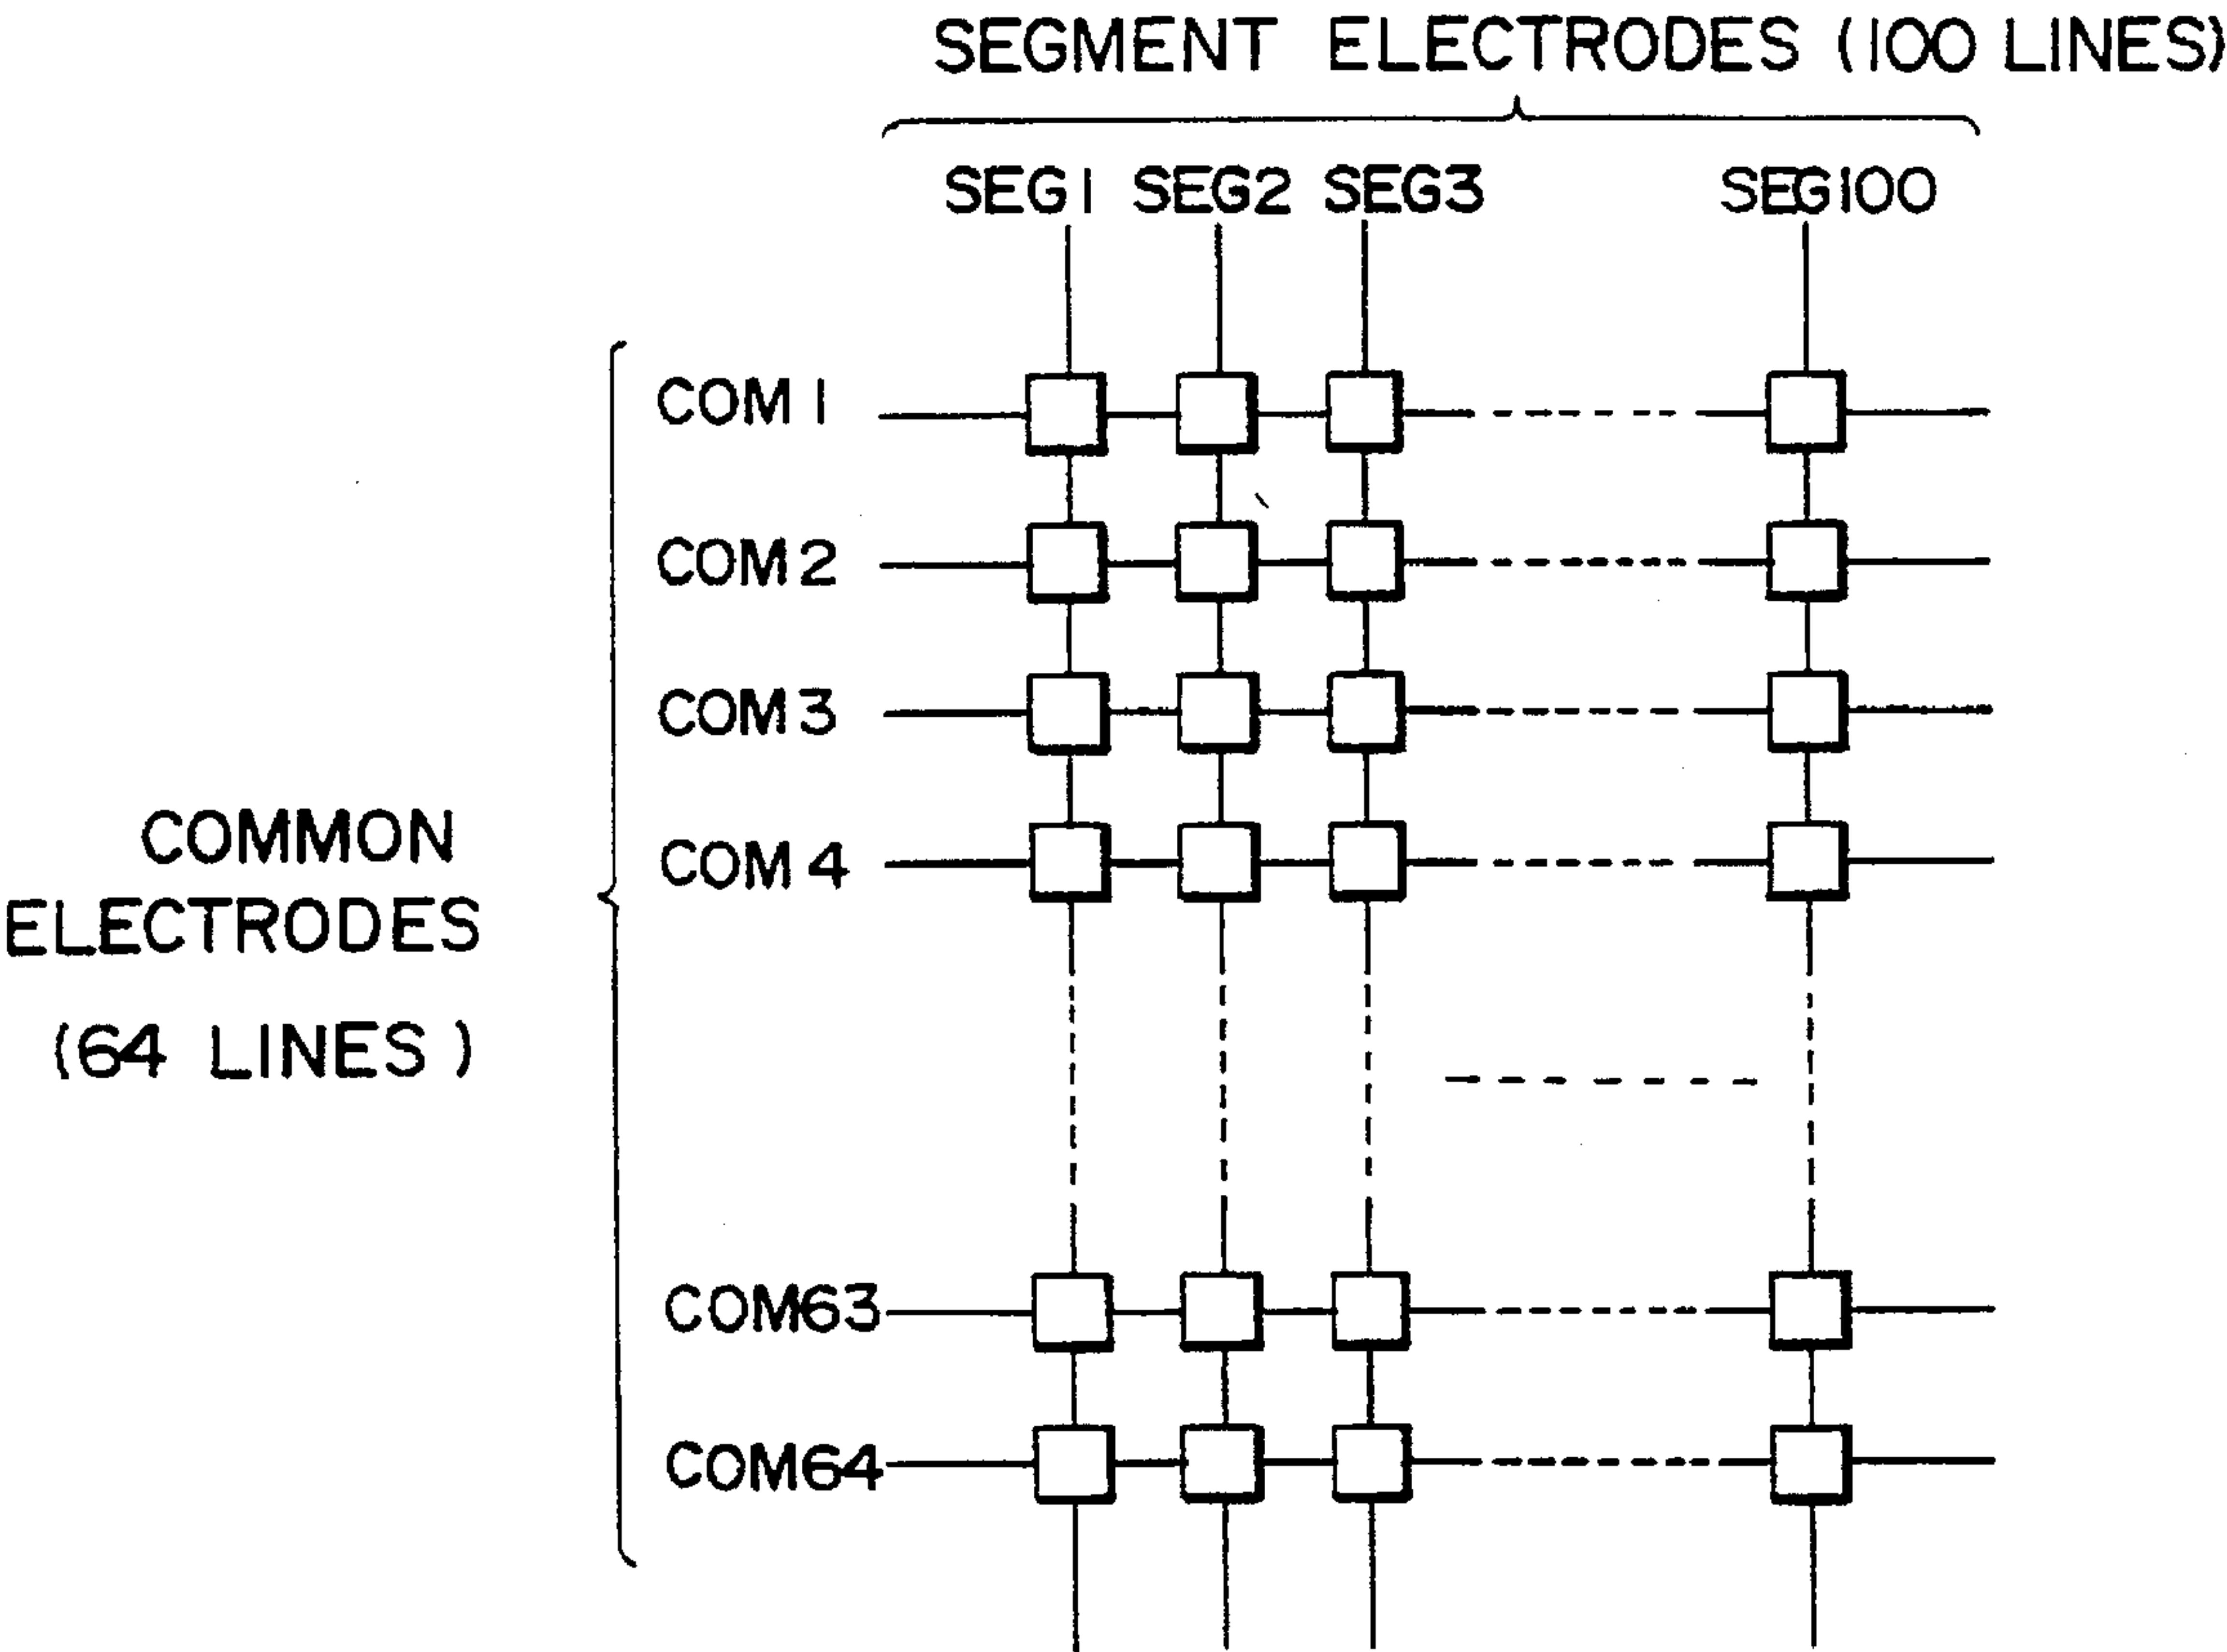 SEGMENT ELECTRODES (100 LINES)
SEG1 SEG2 SEG3 SEG100
COM 1
COM 2
COM 3
COM 4
COMMON
ELECTRODES
(64 LINES)
COM63
COM64